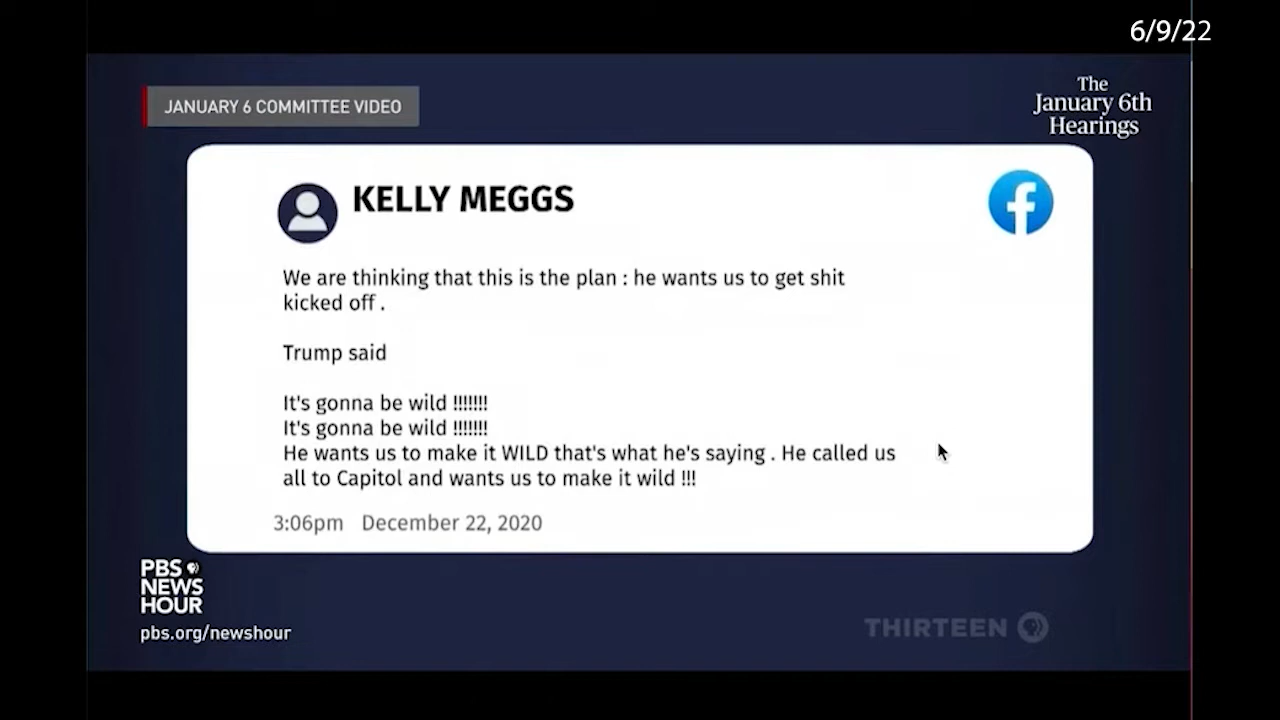 6/9/22
JANUARY 6 COMMITTEE VIDEO
The
January 6th
Hearings
KELLY MEGGS
We are thinking that this is the plan : he wants us to get shit
kicked off .
Trump said
It's gonna be wild !!!!!!!
It's gonna be wild !!!!!!!
He wants us to make it WILD that's what he's saying . He called us
all to Capitol and wants us to make it wild !!!
3:06pm December 22, 2020
PBS
NEWS
HOUR
pbs.org/newshour
THIRTEEN